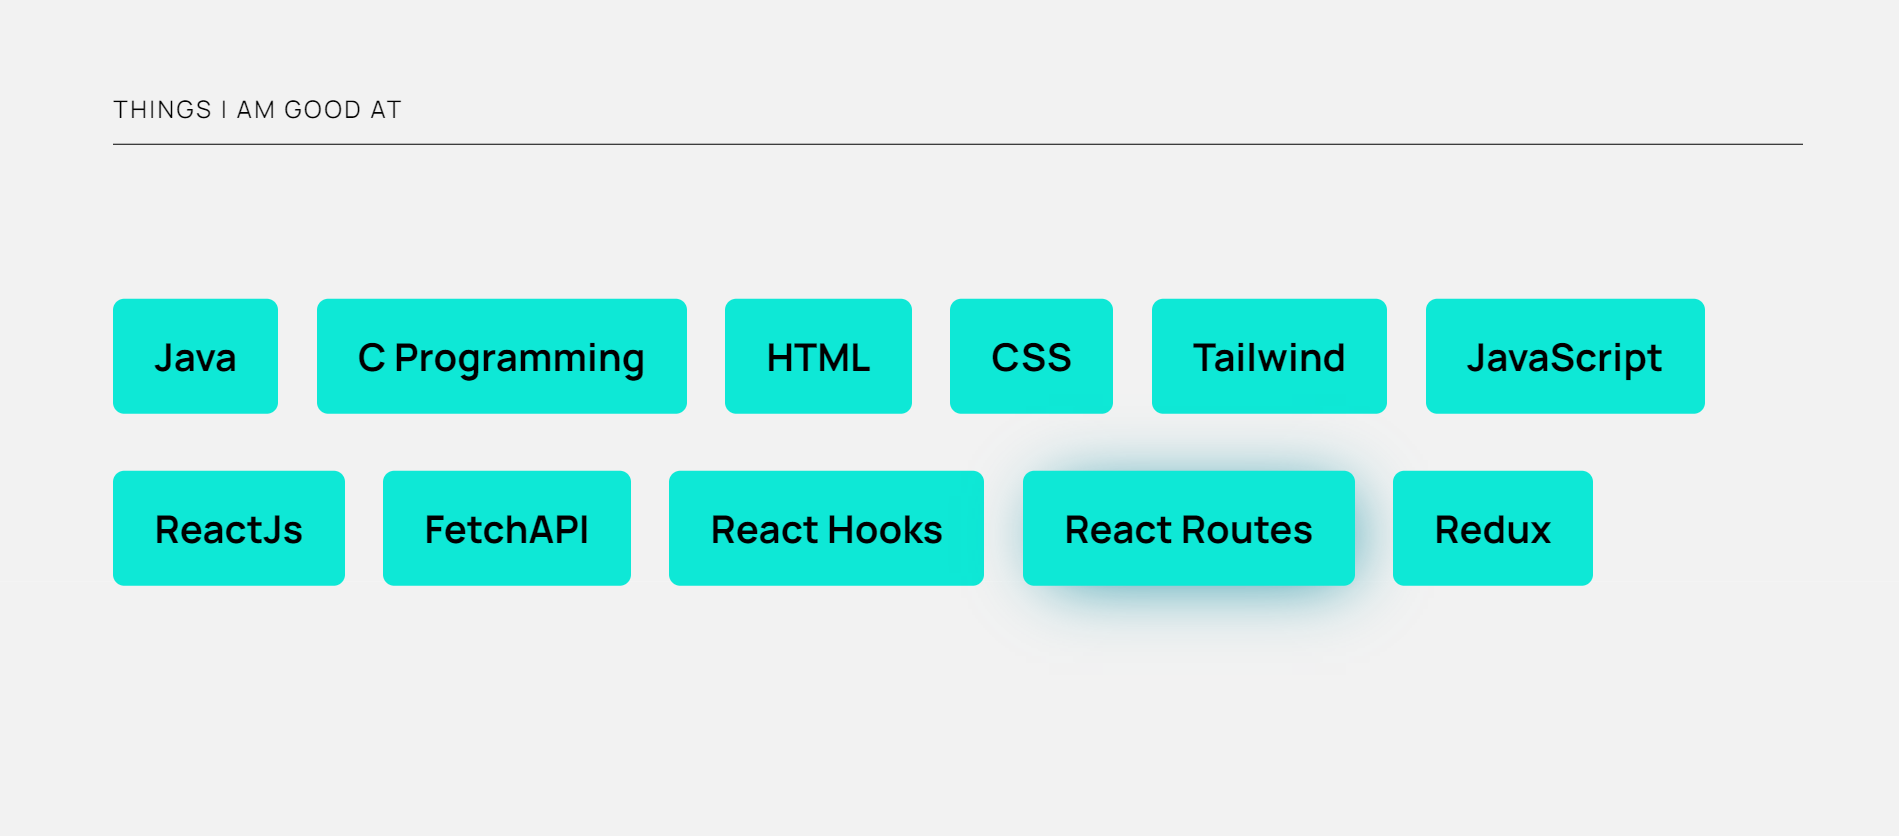 THINGS I AM GOOD AT
Java C Programming HTML CSS Tailwind JavaScript
ReactJs FetchAPI React Hooks React Routes Redux